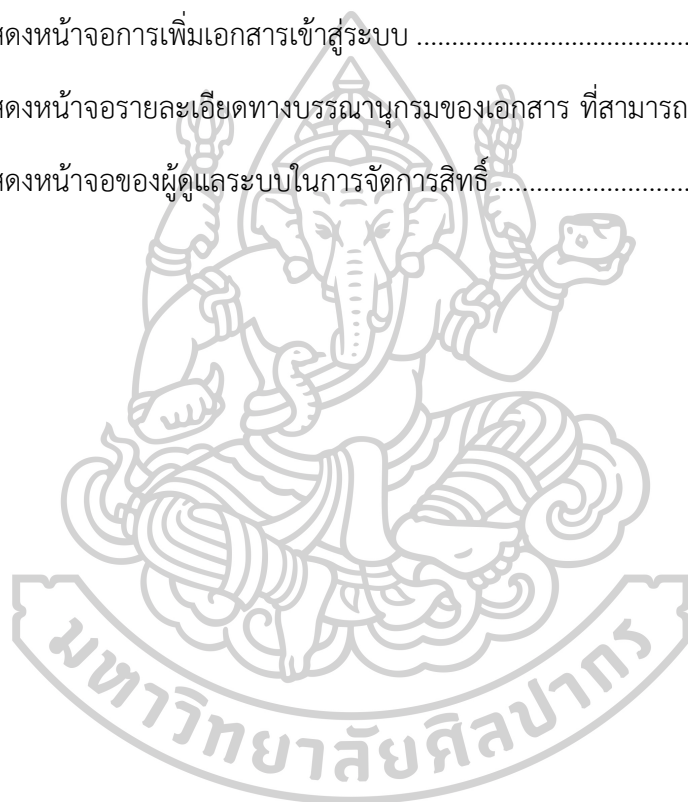 สดงหน้าจอการเพิ่มเอกสารเข้าสู่ระบบ ......................................
สดงหน้าจอรายละเอียดทางบรรณานุกรมของเอกสาร ที่สามารถ
สดงหน้าจอของผู้ดูแลระบบในการจัดการสิทธิ์ ...........................
มหาวิทยาลัยศิลปากร